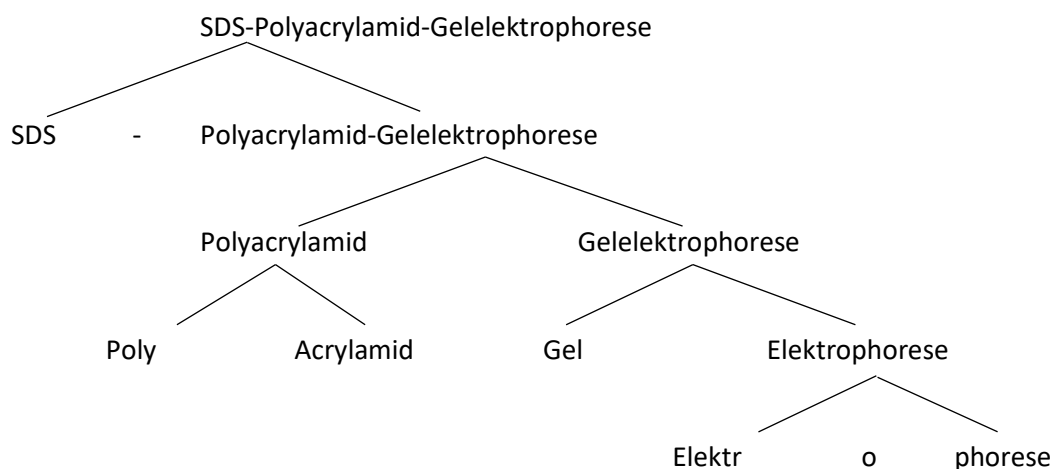 SDS-Polyacrylamid-Gelelektrophorese
SDS - Polyacrylamid-Gelelektrophorese
Polyacrylamid Gelelektrophorese
Poly Acrylamid Gel Elektrophorese
Elektr o phorese